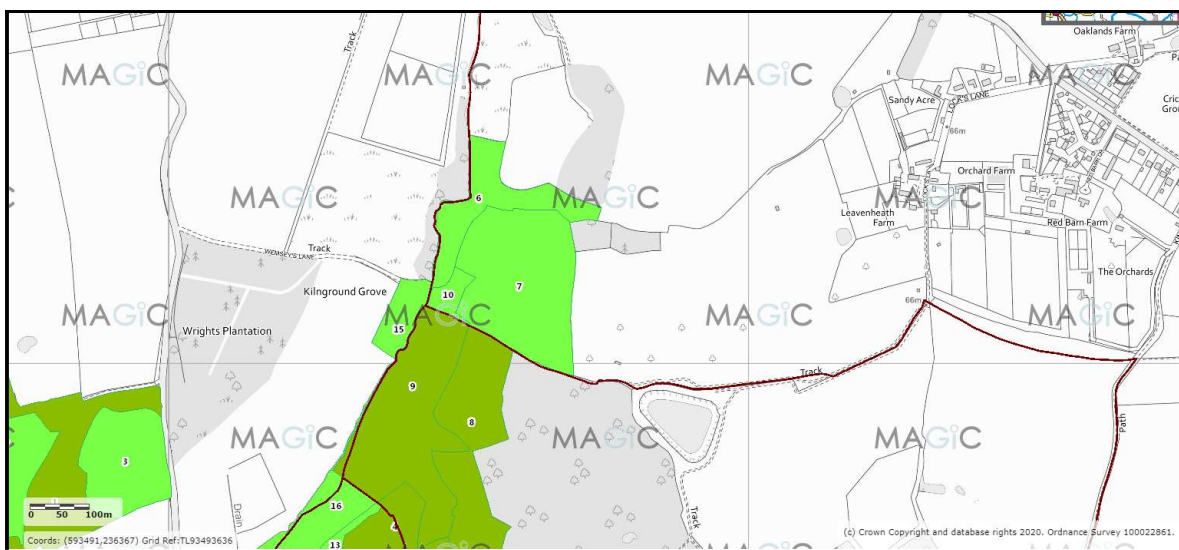 Oaklands Farm
Track
MAGiC MAGiC MAGiC MAGiC
Sandy Acre
66m
6
Orchard Farm
MAGiC MAGiC MAGiC MAGiC
Leavenheath
Farm
Red Barn Farm
WEMSEY'S LANE
Track
The Orchards
Kilnground Grove
10
7
66m
MAGiC MAGiC MAGiC MAGiC
15
Wrights Plantation
Track
9
8
Path
MAGiC MAGiC MAGiC
3
0 50 100m
Drain
16
4
13
Track
Coords: (593491,236367) Grid Ref:TL93493636
(c) Crown Copyright and database rights 2020. Ordnance Survey 100022861.